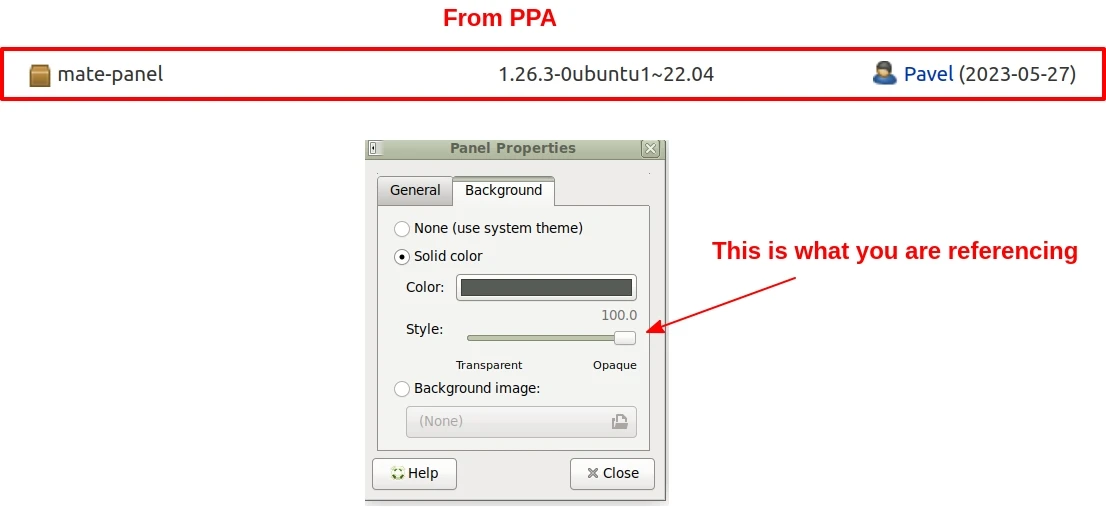 From PPA
mate-panel 1.26.3-0ubuntu1~22.04 Pavel (2023-05-27)
Panel Properties
General Background
None (use system theme)
Solid color
This is what you are referencing
Color:
100.0
Style:
Transparent Opaque
Background image:
(None)
Help Close